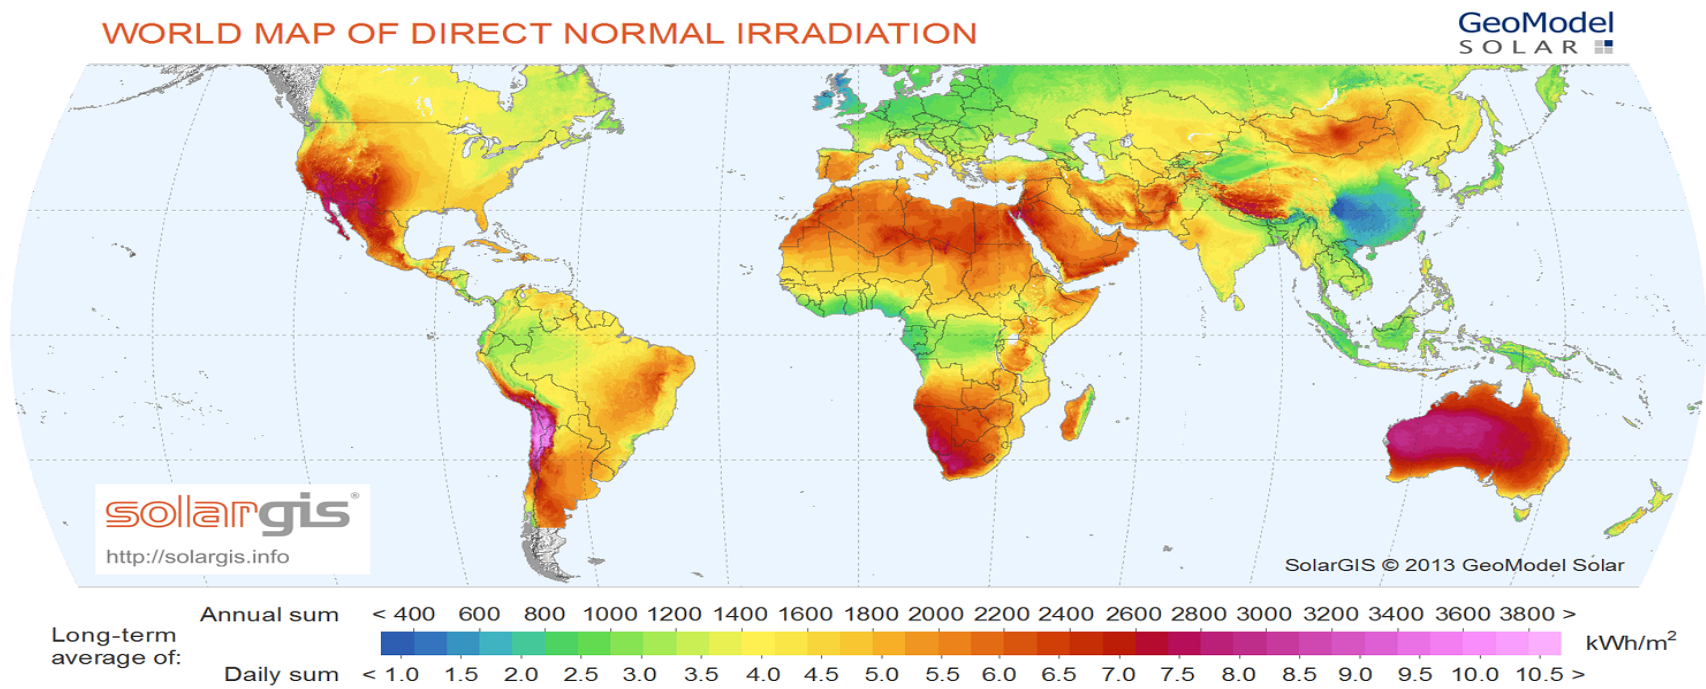 WORLD MAP OF DIRECT NORMAL IRRADIATION
GeoModel
SOLAR
solargis®
http://solargis.info
SolarGIS © 2013 GeoModel Solar
Annual sum < 400 600 800 1000 1200 1400 1600 1800 2000 2200 2400 2600 2800 3000 3200 3400 3600 3800 >
Long-term
average of:
kWh/m²
Daily sum < 1.0 1.5 2.0 2.5 3.0 3.5 4.0 4.5 5.0 5.5 6.0 6.5 7.0 7.5 8.0 8.5 9.0 9.5 10.0 10.5 >